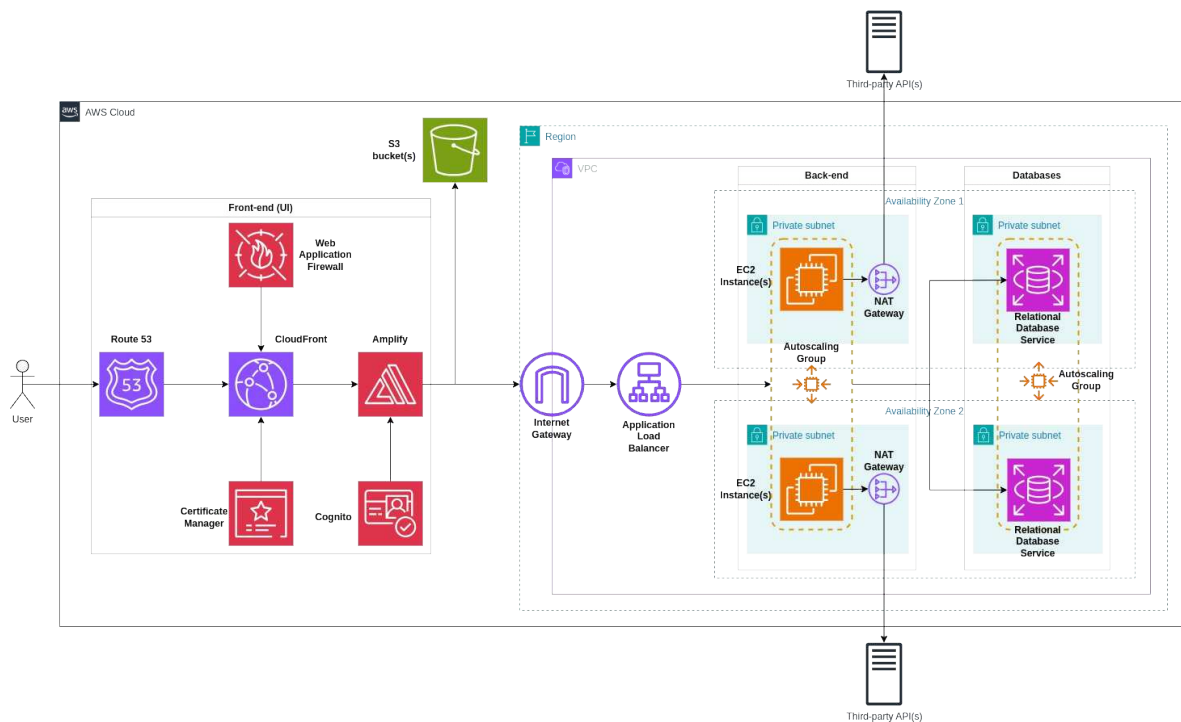 Third-party API(s)
aws
AWS Cloud
S3
bucket(s)
Region
VPC
Back-end
Databases
Availability Zone 1
Front-end (UI)
Web
Application
Firewall
Private subnet
Private subnet
EC2
Instance(s)
NAT
Gateway
Relational
Database
Service
Route 53
CloudFront
Amplify
53
User
Autoscaling
Group
Autoscaling
Group
Internet
Gateway
Application
Load
Balancer
Availability Zone 2
Private subnet
Private subnet
NAT
Gateway
EC2
Instance(s)
Relational
Database
Service
Certificate
Manager
Cognito
Third-party API(s)